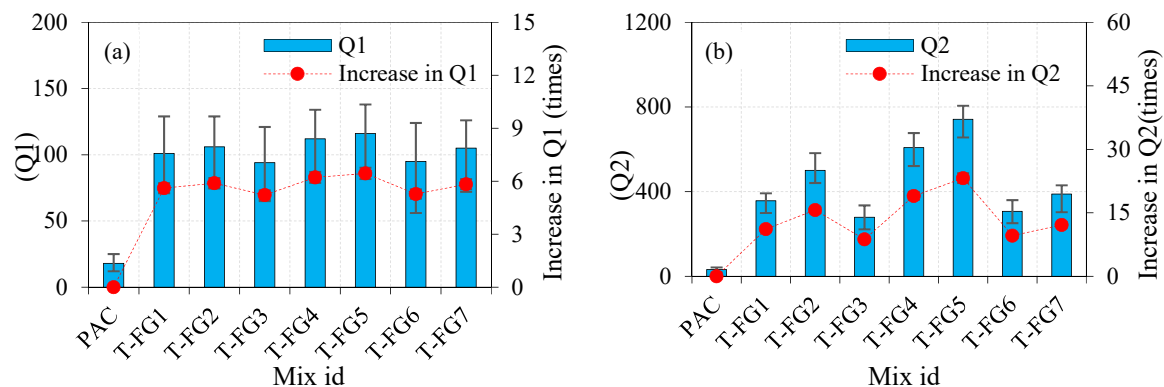 (a)
Q1
Increase in Q1
200
150
100
50
0
(Q1)
15
12
9
6
3
0
Increase in Q1 (times)
PAC
T-FG1
T-FG2
T-FG3
T-FG4
T-FG5
T-FG6
T-FG7
Mix id
(b)
Q2
Increase in Q2
1200
800
400
0
(Q2)
60
45
30
15
0
Increase in Q2(times)
PAC
T-FG1
T-FG2
T-FG3
T-FG4
T-FG5
T-FG6
T-FG7
Mix id